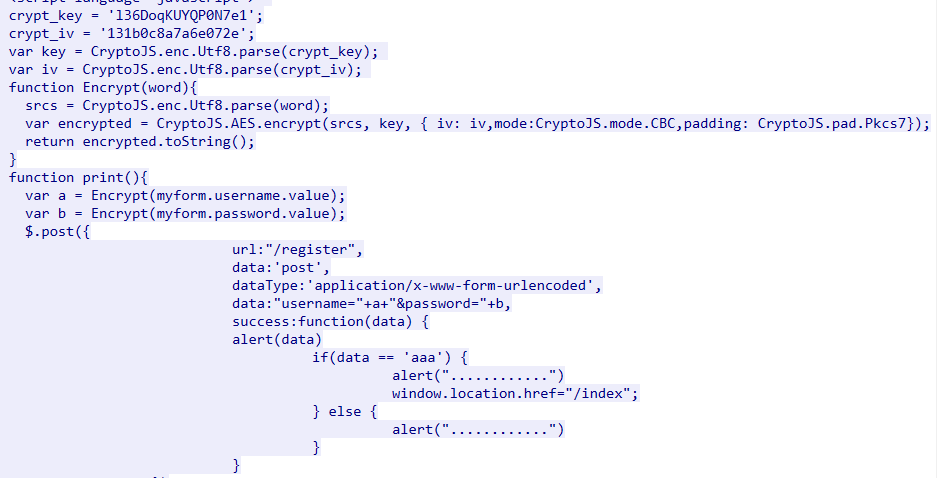 crypt_key = 'l36DoqKUYQP0N7e1';
crypt_iv = '131b0c8a7a6e072e';
var key = CryptoJS.enc.Utf8.parse(crypt_key);
var iv = CryptoJS.enc.Utf8.parse(crypt_iv);
function Encrypt(word){
  srcs = CryptoJS.enc.Utf8.parse(word);
  var encrypted = CryptoJS.AES.encrypt(srcs, key, { iv: iv,mode:CryptoJS.mode.CBC,padding: CryptoJS.pad.Pkcs7});
  return encrypted.toString();
}
function print(){
  var a = Encrypt(myform.username.value);
  var b = Encrypt(myform.password.value);
  $.post({
                            url:"/register",
                            data:'post',
                            dataType:'application/x-www-form-urlencoded',
                            data:"username="+a+"&password="+b,
                            success:function(data) {
                            alert(data)
                                      if(data == 'aaa') {
                                                alert("............")
                                                window.location.href="/index";
                                      } else {
                                                alert("............")
                                      }
                            }